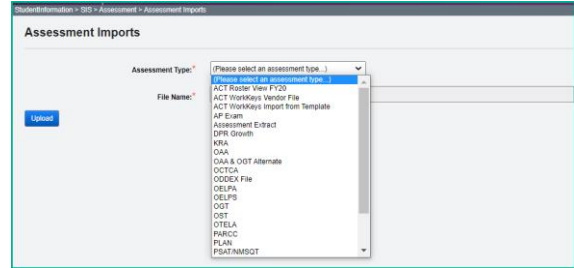 StudentInformation > SIS > Assessment > Assessment Imports
Assessment Imports
Assessment Type:* (Please select an assessment type...)
(Please select an assessment type...)
ACT Roster View FY20
File Name:*
ACT WorkKeys Vendor File
ACT WorkKeys Import from Template
AP Exam
Upload
Assessment Extract
DPR Growth
KRA
OAA
OAA & OGT Alternate
OCTCA
ODDEX File
OELPA
OELPS
OGT
OST
OTELA
PARCC
PLAN
PSAT/NMSQT